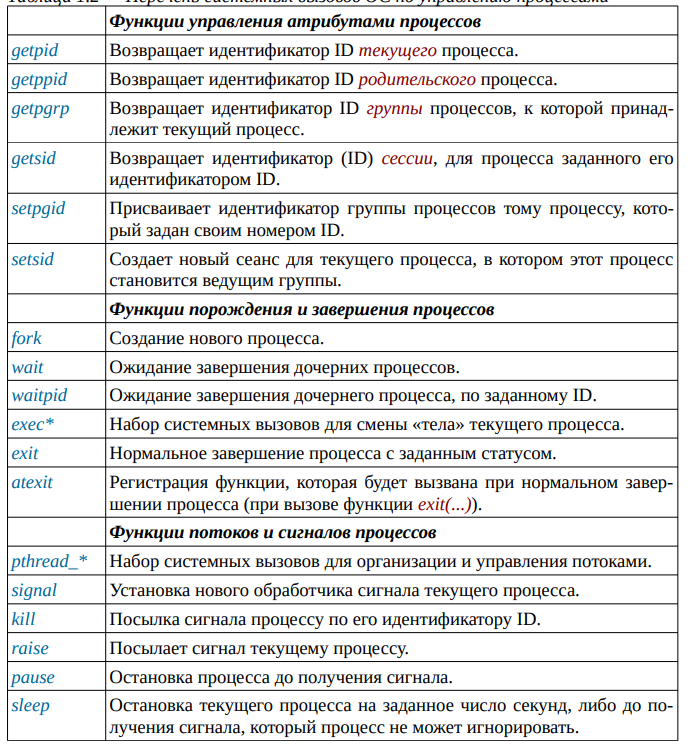 Таблица 1.2 — Перечень системных вызовов ОС по управлению процессами
Функции управления атрибутами процессов
getpid Возвращает идентификатор ID текущего процесса.
getppid Возвращает идентификатор ID родительского процесса.
getpgrp Возвращает идентификатор ID группы процессов, к которой принад-
лежит текущий процесс.
getsid Возвращает идентификатор (ID) сессии, для процесса заданного его
идентификатором ID.
setpgid Присваивает идентификатор группы процессов тому процессу, кото-
рый задан своим номером ID.
setsid Создает новый сеанс для текущего процесса, в котором этот процесс
становится ведущим группы.
Функции порождения и завершения процессов
fork Создание нового процесса.
wait Ожидание завершения дочерних процессов.
waitpid Ожидание завершения дочернего процесса, по заданному ID.
exec* Набор системных вызовов для смены «тела» текущего процесса.
exit Нормальное завершение процесса с заданным статусом.
atexit Регистрация функции, которая будет вызвана при нормальном завер-
шении процесса (при вызове функции exit(...)).
Функции потоков и сигналов процессов
pthread_* Набор системных вызовов для организации и управления потоками.
signal Установка нового обработчика сигнала текущего процесса.
kill Посылка сигнала процессу по его идентификатору ID.
raise Посылает сигнал текущему процессу.
pause Остановка процесса до получения сигнала.
sleep Остановка текущего процесса на заданное число секунд, либо до по-
лучения сигнала, который процесс не может игнорировать.